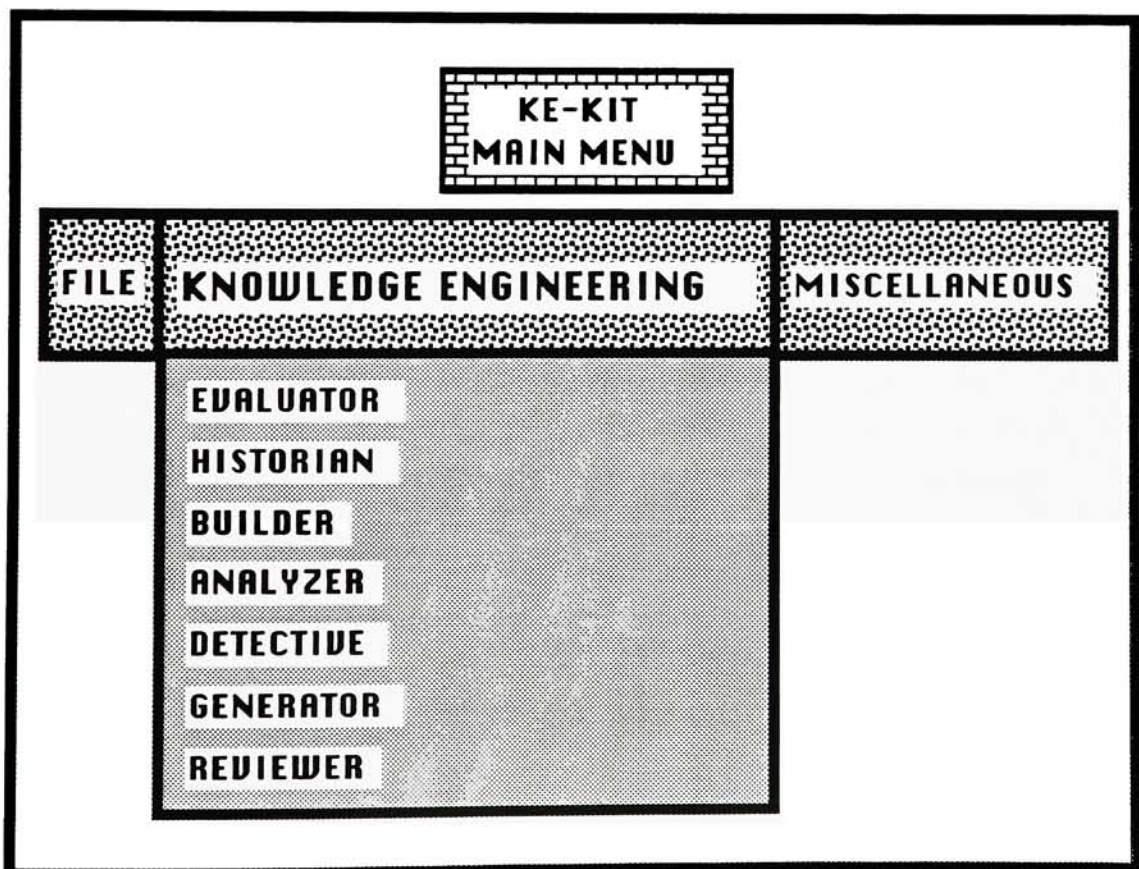 KE-KIT
MAIN MENU
FILE
KNOWLEDGE ENGINEERING
MISCELLANEOUS
EVALUATOR
HISTORIAN
BUILDER
ANALYZER
DETECTIVE
GENERATOR
REVIEWER